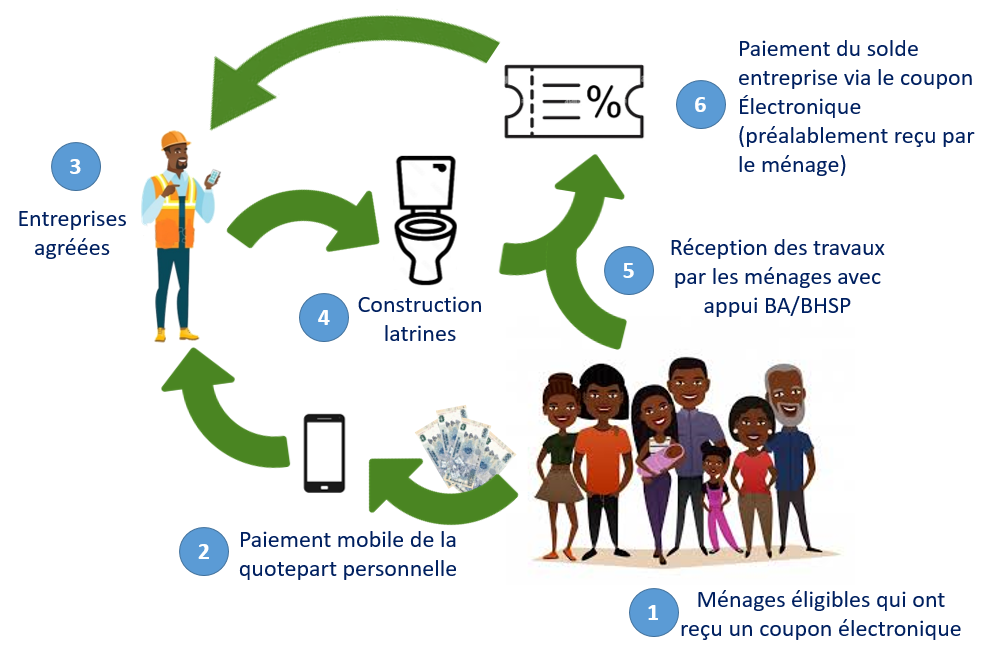 1
Ménages éligibles qui ont
reçu un coupon électronique
2
Paiement mobile de la
quotepart personnelle
3
Entreprises
agréées
4
Construction
latrines
5
Réception des travaux
par les ménages avec
appui BA/BHSP
%
6
Paiement du solde
entreprise via le coupon
Électronique
(préalablement reçu par
le ménage)